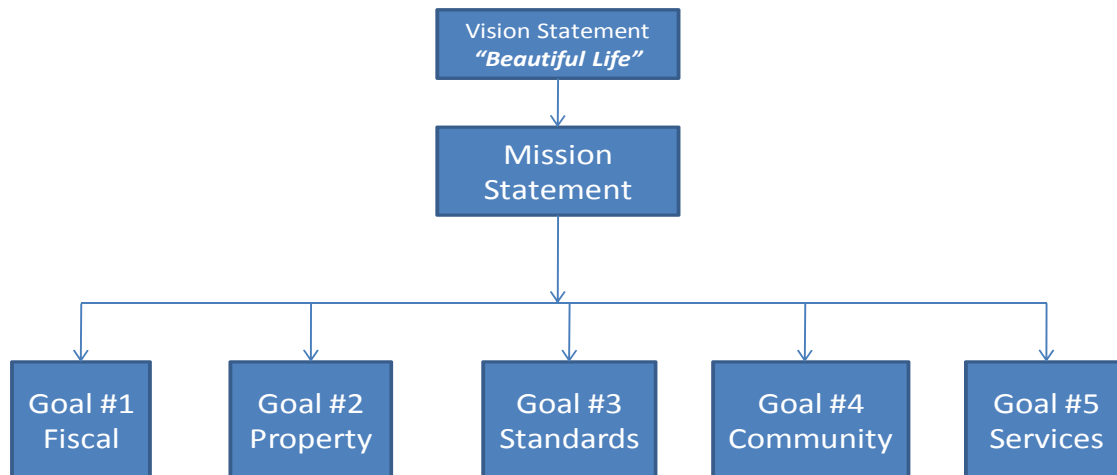 Vision Statement
“Beautiful Life”
Mission
Statement
Goal #1
Fiscal
Goal #2
Property
Goal #3
Standards
Goal #4
Community
Goal #5
Services